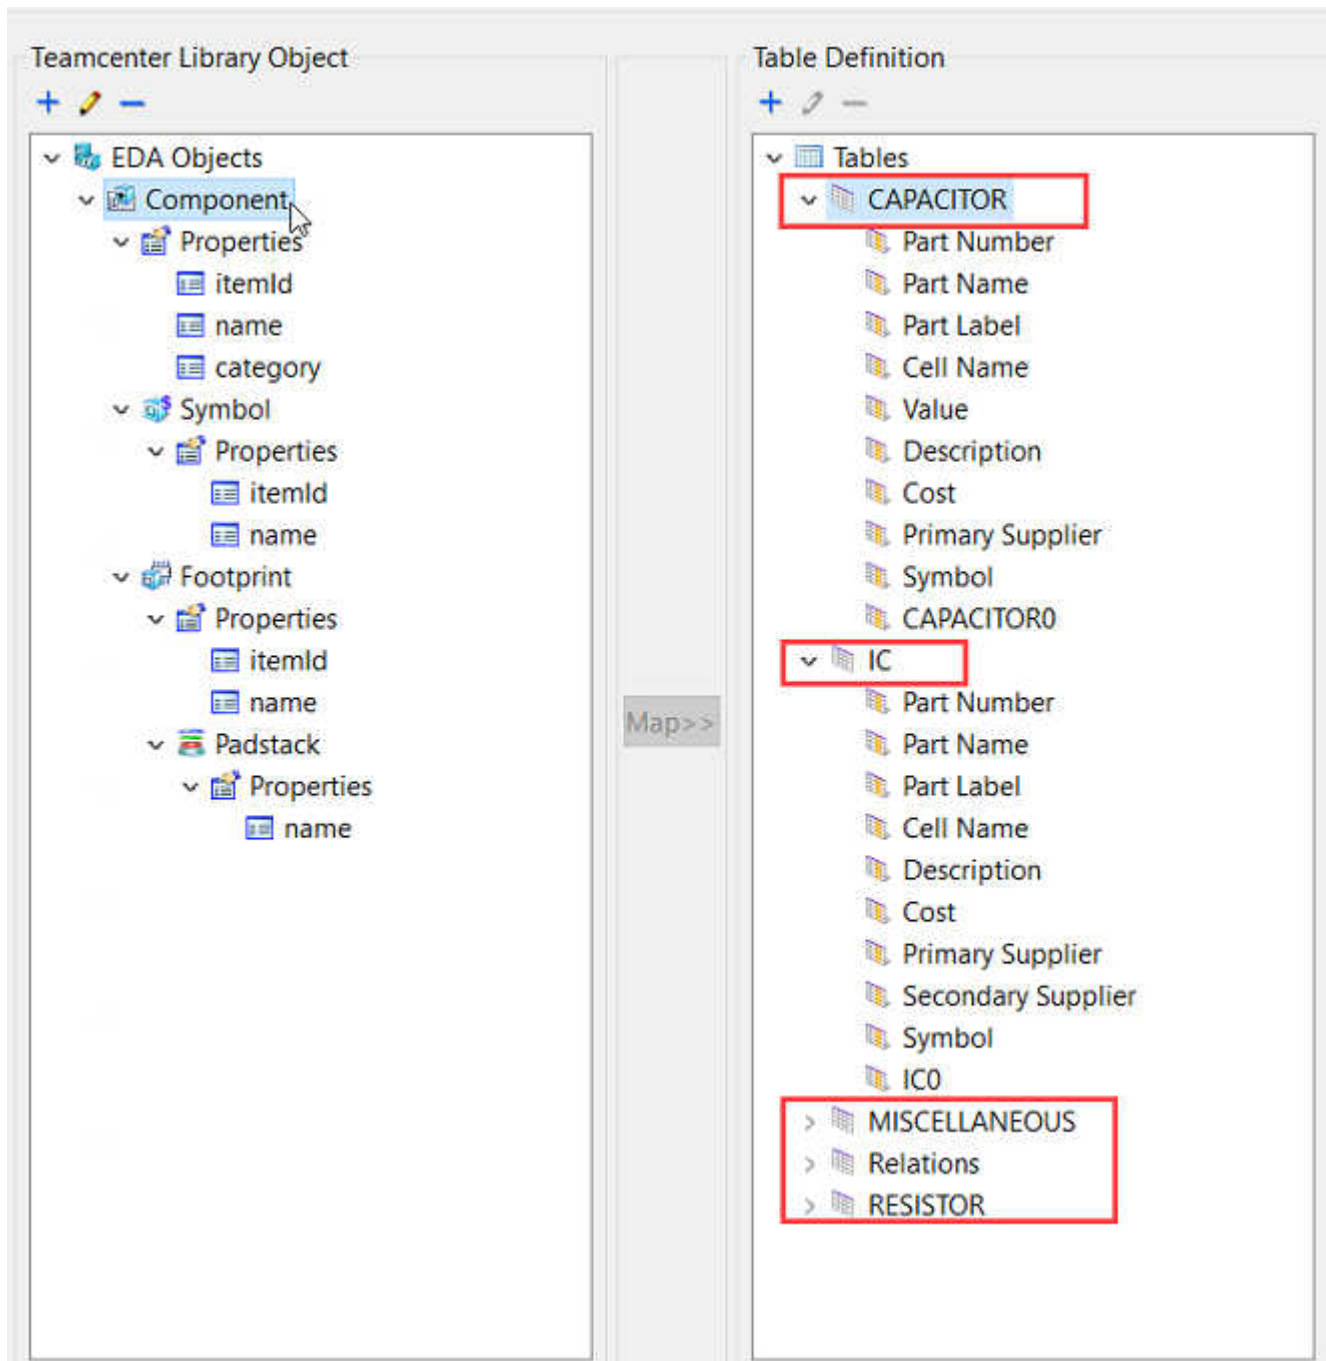 Teamcenter Library Object
EDA Objects
Component
Properties
itemId
name
category
Symbol
Properties
itemId
name
Footprint
Properties
itemId
name
Padstack
Properties
name
Map>>
Table Definition
Tables
CAPACITOR
Part Number
Part Name
Part Label
Cell Name
Value
Description
Cost
Primary Supplier
Symbol
CAPACITOR0
IC
Part Number
Part Name
Part Label
Cell Name
Description
Cost
Primary Supplier
Secondary Supplier
Symbol
IC0
MISCELLANEOUS
Relations
RESISTOR